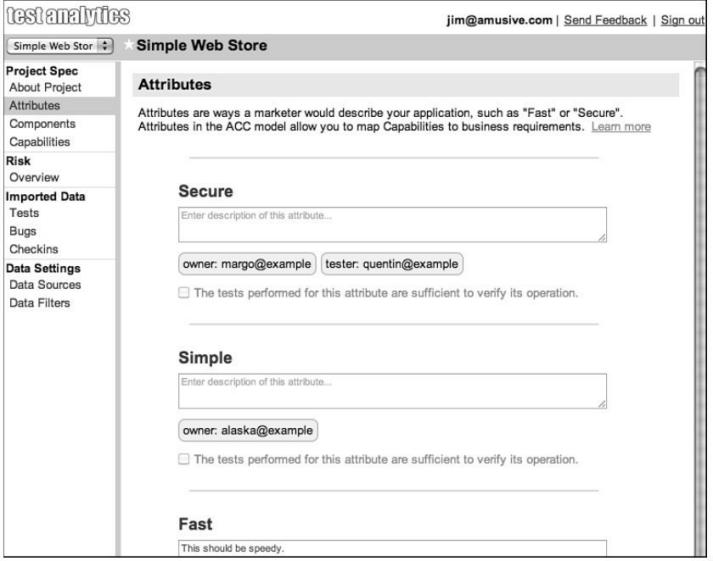 test analytics
jim@amusive.com | Send Feedback | Sign out
Simple Web Stor
Simple Web Store
Project Spec
About Project
Attributes
Components
Capabilities
Risk
Overview
Imported Data
Tests
Bugs
Checkins
Data Settings
Data Sources
Data Filters
Attributes
Attributes are ways a marketer would describe your application, such as "Fast" or "Secure".
Attributes in the ACC model allow you to map Capabilities to business requirements. Learn more
Secure
Enter description of this attribute...
owner: margo@example tester: quentin@example
The tests performed for this attribute are sufficient to verify its operation.
Simple
Enter description of this attribute...
owner: alaska@example
The tests performed for this attribute are sufficient to verify its operation.
Fast
This should be speedy.